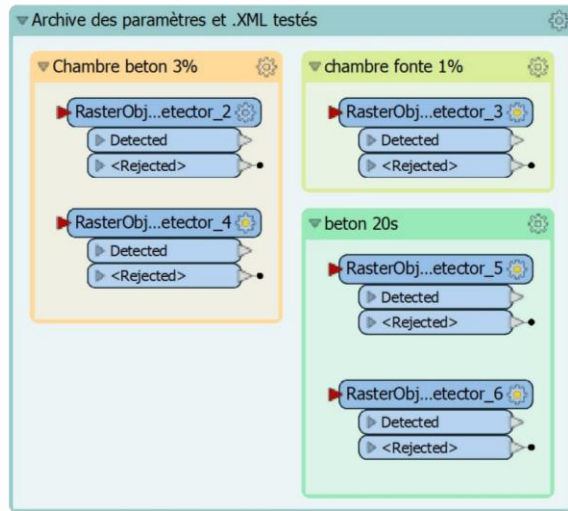 Archive des paramètres et .XML testés
Chambre beton 3%
RasterObj...etector_2
Detected
<Rejected>
RasterObj...etector_4
Detected
<Rejected>
chambre fonte 1%
RasterObj...etector_3
Detected
<Rejected>
beton 20s
RasterObj...etector_5
Detected
<Rejected>
RasterObj...etector_6
Detected
<Rejected>